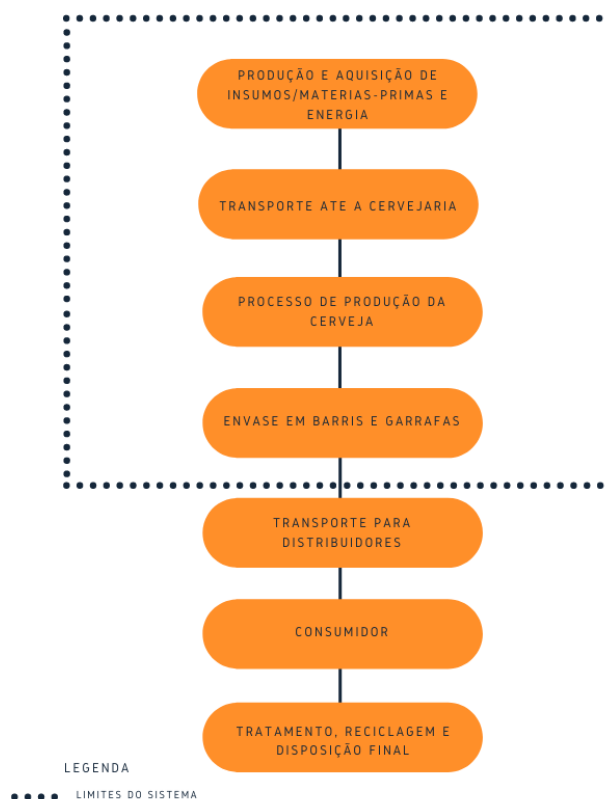 PRODUÇÃO E AQUISIÇÃO DE
INSUMOS/MATERIAS-PRIMAS E
ENERGIA
TRANSPORTE ATE A CERVEJARIA
PROCESSO DE PRODUÇÃO DA
CERVEJA
ENVASE EM BARRIS E GARRAFAS
TRANSPORTE PARA
DISTRIBUIDORES
CONSUMIDOR
TRATAMENTO, RECICLAGEM E
DISPOSIÇÃO FINAL
LEGENDA
LIMITES DO SISTEMA